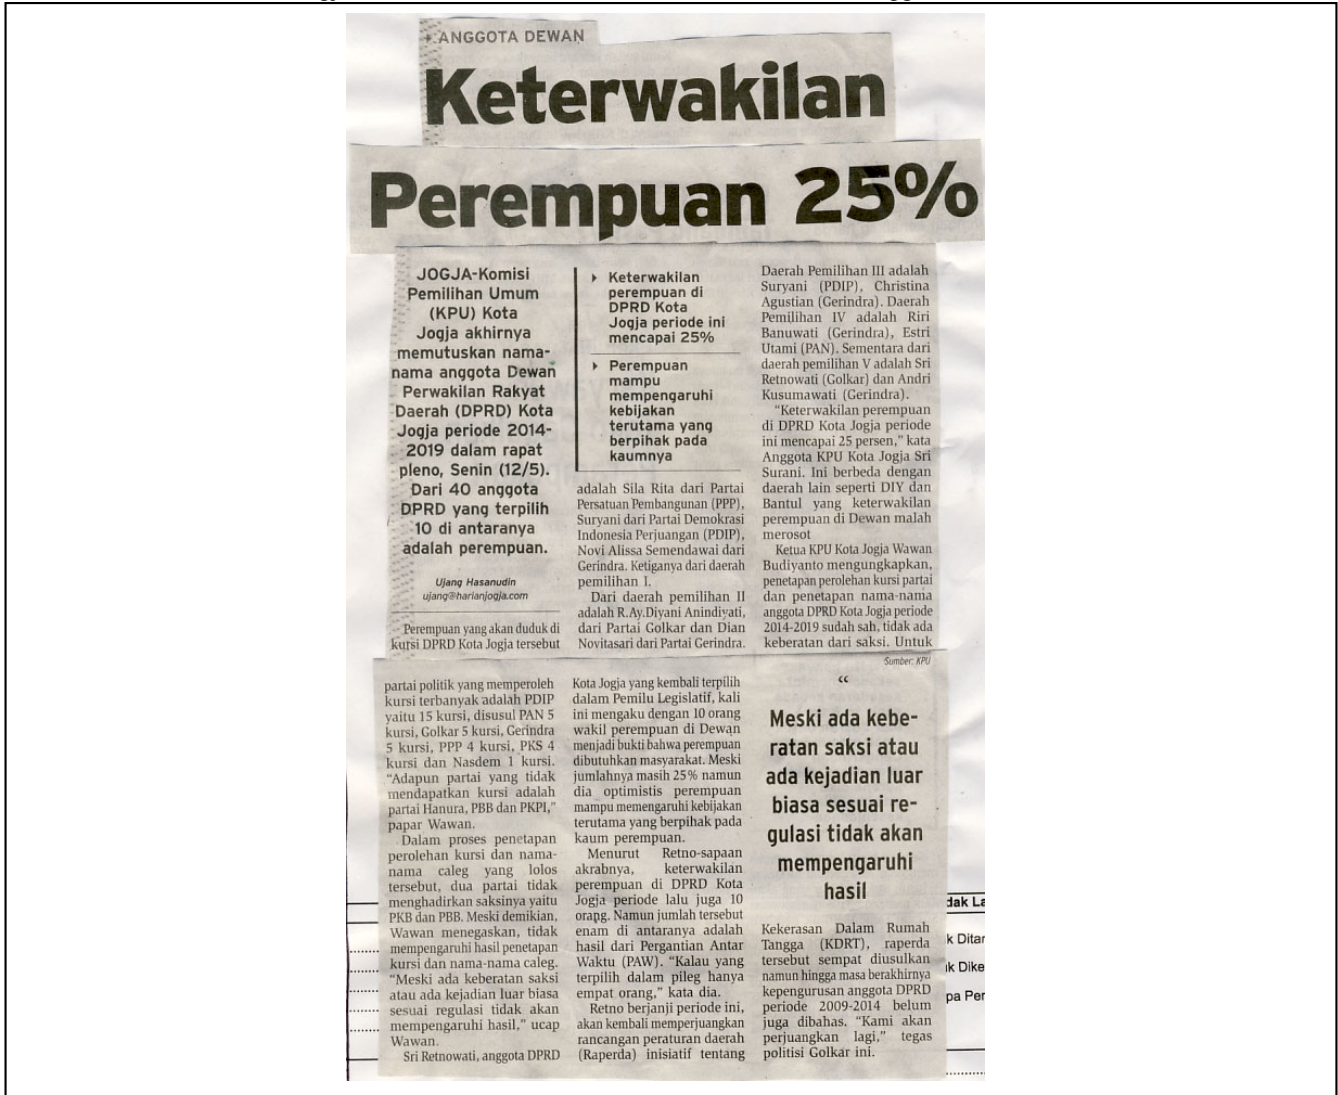 ANGGOTA DEWAN
Keterwakilan
Perempuan 25%
JOGJA-Komisi
Pemilihan Umum
(KPU) Kota
Jogja akhirnya
memutuskan nama-
nama anggota Dewan
Perwakilan Rakyat
Daerah (DPRD) Kota
Jogja periode 2014-
2019 dalam rapat
pleno, Senin (12/5).
Dari 40 anggota
DPRD yang terpilih
10 di antaranya
adalah perempuan.
Ujang Hasanudin
ujang@harianjogja.com
Perempuan yang akan duduk di
kursi DPRD Kota Jogja tersebut
Keterwakilan
perempuan di
DPRD Kota
Jogja periode ini
mencapai 25%
Perempuan
mampu
mempengaruhi
kebijakan
terutama yang
berpihak pada
kaumnya
adalah Sila Rita dari Partai
Persatuan Pembangunan (PPP),
Suryani dari Partai Demokrasi
Indonesia Perjuangan (PDIP),
Novi Alissa Semendawai dari
Gerindra. Ketiganya dari daerah
pemilihan I.
Dari daerah pemilihan II
adalah R.Ay.Diyani Anindiyati,
dari Partai Golkar dan Dian
Novitasari dari Partai Gerindra.
Daerah Pemilihan III adalah
Suryani (PDIP), Christina
Agustian (Gerindra). Daerah
Pemilihan IV adalah Riri
Banuwati (Gerindra), Estri
Utami (PAN). Sementara dari
daerah pemilihan V adalah Sri
Retnowati (Golkar) dan Andri
Kusumawati (Gerindra).
"Keterwakilan perempuan
di DPRD Kota Jogja periode
ini mencapai 25 persen," kata
Anggota KPU Kota Jogja Sri
Surani. Ini berbeda dengan
daerah lain seperti DIY dan
Bantul yang keterwakilan
perempuan di Dewan malah
merosot
Ketua KPU Kota Jogja Wawan
Budiyanto mengungkapkan,
penetapan perolehan kursi partai
dan penetapan nama-nama
anggota DPRD Kota Jogja periode
2014-2019 sudah sah, tidak ada
keberatan dari saksi. Untuk
Sumber: KPU
partai politik yang memperoleh
kursi terbanyak adalah PDIP
yaitu 15 kursi, disusul PAN 5
kursi, Golkar 5 kursi, Gerindra
5 kursi, PPP 4 kursi, PKS 4
kursi dan Nasdem 1 kursi.
"Adapun partai yang tidak
mendapatkan kursi adalah
partai Hanura, PBB dan PKPI,"
papar Wawan.
Dalam proses penetapan
perolehan kursi dan nama-
nama caleg yang lolos
tersebut, dua partai tidak
menghadirkan saksinya yaitu
PKB dan PBB. Meski demikian,
Wawan menegaskan, tidak
mempengaruhi hasil penetapan
kursi dan nama-nama caleg.
"Meski ada keberatan saksi
atau ada kejadian luar biasa
sesuai regulasi tidak akan
mempengaruhi hasil," ucap
Wawan.
Sri Retnowati, anggota DPRD
Kota Jogja yang kembali terpilih
dalam Pemilu Legislatif, kali
ini mengaku dengan 10 orang
wakil perempuan di Dewan
menjadi bukti bahwa perempuan
dibutuhkan masyarakat. Meski
jumlahnya masih 25% namun
dia optimistis perempuan
mampu memengaruhi kebijakan
terutama yang berpihak pada
kaum perempuan.
Menurut Retno-sapaan
akrabnya, keterwakilan
perempuan di DPRD Kota
Jogja periode lalu juga 10
orang. Namun jumlah tersebut
enam di antaranya adalah
hasil dari Pergantian Antar
Waktu (PAW). "Kalau yang
terpilih dalam pileg hanya
empat orang," kata dia.
Retno berjanji periode ini,
akan kembali memperjuangkan
rancangan peraturan daerah
(Raperda) inisiatif tentang
“
Meski ada kebe-
ratan saksi atau
ada kejadian luar
biasa sesuai re-
gulasi tidak akan
mempengaruhi
hasil
Kekerasan Dalam Rumah
Tangga (KDRT), raperda
tersebut sempat diusulkan
namun hingga masa berakhirnya
kepengurusan anggota DPRD
periode 2009-2014 belum
juga dibahas. "Kami akan
perjuangkan lagi," tegas
politisi Golkar ini.
dak La
k Ditar
k Dike
pa Per